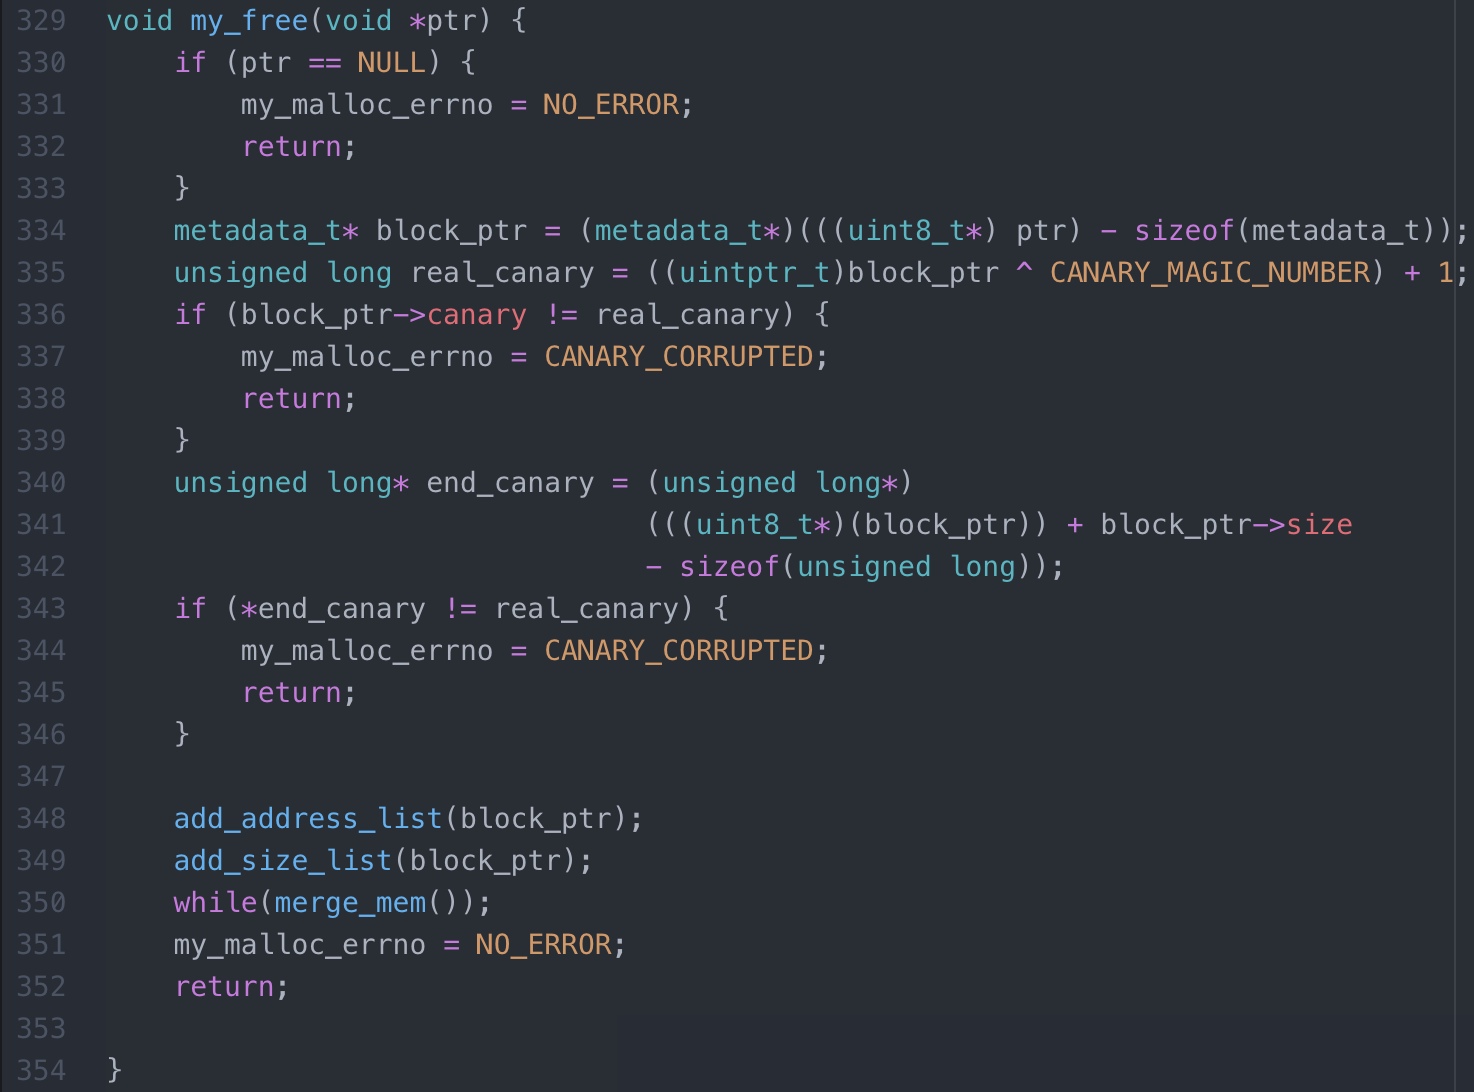 329 void my_free(void *ptr) {
330     if (ptr == NULL) {
331         my_malloc_errno = NO_ERROR;
332         return;
333     }
334     metadata_t* block_ptr = (metadata_t*)(((uint8_t*) ptr) - sizeof(metadata_t));
335     unsigned long real_canary = ((uintptr_t)block_ptr ^ CANARY_MAGIC_NUMBER) + 1;
336     if (block_ptr->canary != real_canary) {
337         my_malloc_errno = CANARY_CORRUPTED;
338         return;
339     }
340     unsigned long* end_canary = (unsigned long*)
341                                 (((uint8_t*)(block_ptr)) + block_ptr->size
342                                 - sizeof(unsigned long));
343     if (*end_canary != real_canary) {
344         my_malloc_errno = CANARY_CORRUPTED;
345         return;
346     }
347
348     add_address_list(block_ptr);
349     add_size_list(block_ptr);
350     while(merge_mem());
351     my_malloc_errno = NO_ERROR;
352     return;
353
354 }